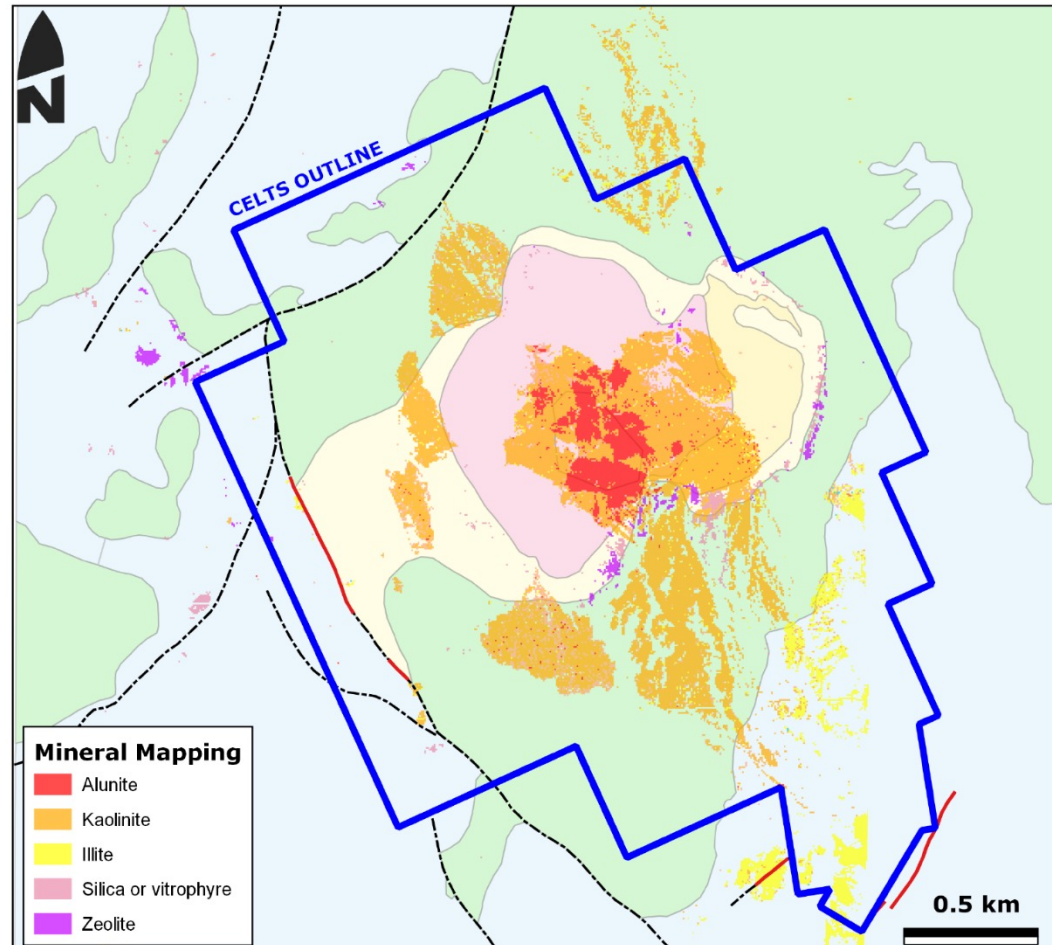 N
CELTS OUTLINE
Mineral Mapping
Alunite
Kaolinite
Illite
Silica or vitrophyre
Zeolite
0.5 km